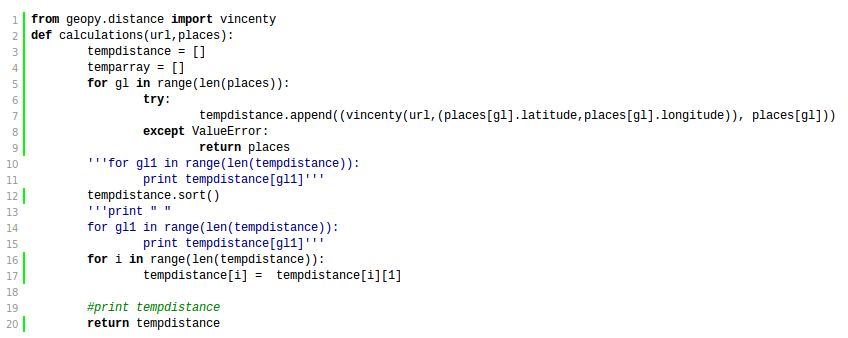 1 from geopy.distance import vincenty
2 def calculations(url,places):
3 tempdistance = []
4 temparray = []
5 for gl in range(len(places)):
6 try:
7 tempdistance.append((vincenty(url,(places[gl].latitude,places[gl].longitude)), places[gl]))
8 except ValueError:
9 return places
10 '''for gl1 in range(len(tempdistance)):
11 print tempdistance[gl1]'''
12 tempdistance.sort()
13 '''print " "
14 for gl1 in range(len(tempdistance)):
15 print tempdistance[gl1]'''
16 for i in range(len(tempdistance)):
17 tempdistance[i] =  tempdistance[i][1]
18
19 #print tempdistance
20 return tempdistance